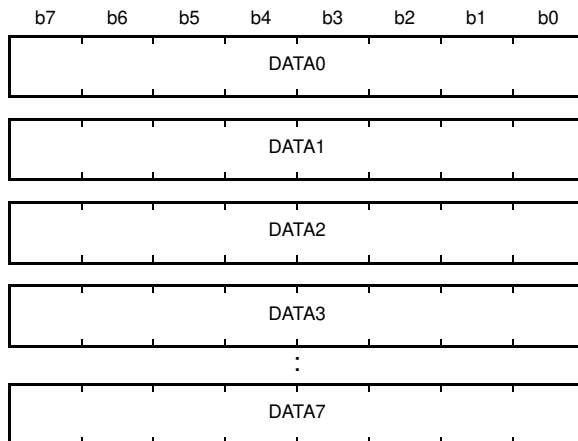 b7 b6 b5 b4 b3 b2 b1 b0
DATA0
DATA1
DATA2
DATA3
:
DATA7